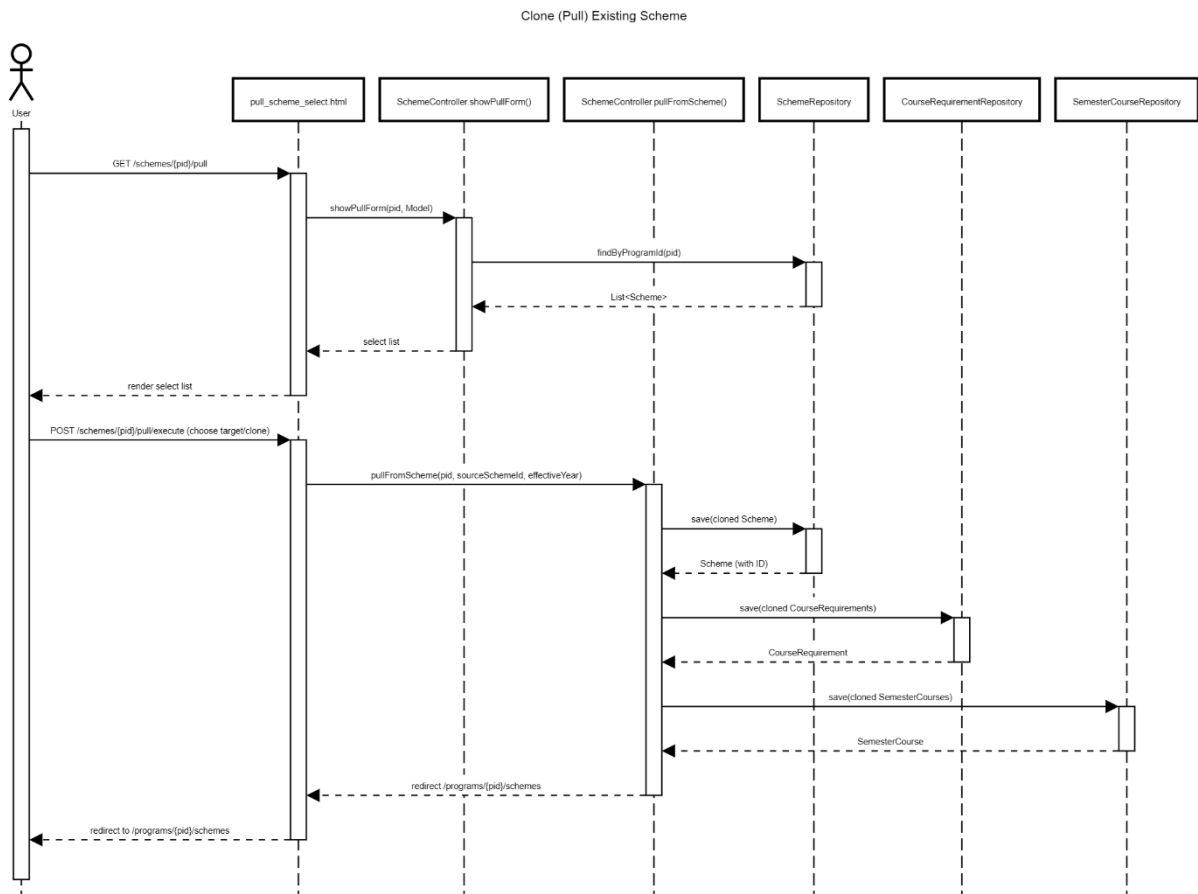 Clone (Pull) Existing Scheme
User
pull_scheme_select.html
SchemeController.showPullForm()
SchemeController.pullFromScheme()
SchemeRepository
CourseRequirementRepository
SemesterCourseRepository
GET /schemes/{pid}/pull
showPullForm(pid, Model)
findByProgramId(pid)
List<Scheme>
select list
render select list
POST /schemes/{pid}/pull/execute (choose target/clone)
pullFromScheme(pid, sourceSchemeId, effectiveYear)
save(cloned Scheme)
Scheme (with ID)
save(cloned CourseRequirements)
CourseRequirement
save(cloned SemesterCourses)
SemesterCourse
redirect /programs/{pid}/schemes
redirect to /programs/{pid}/schemes